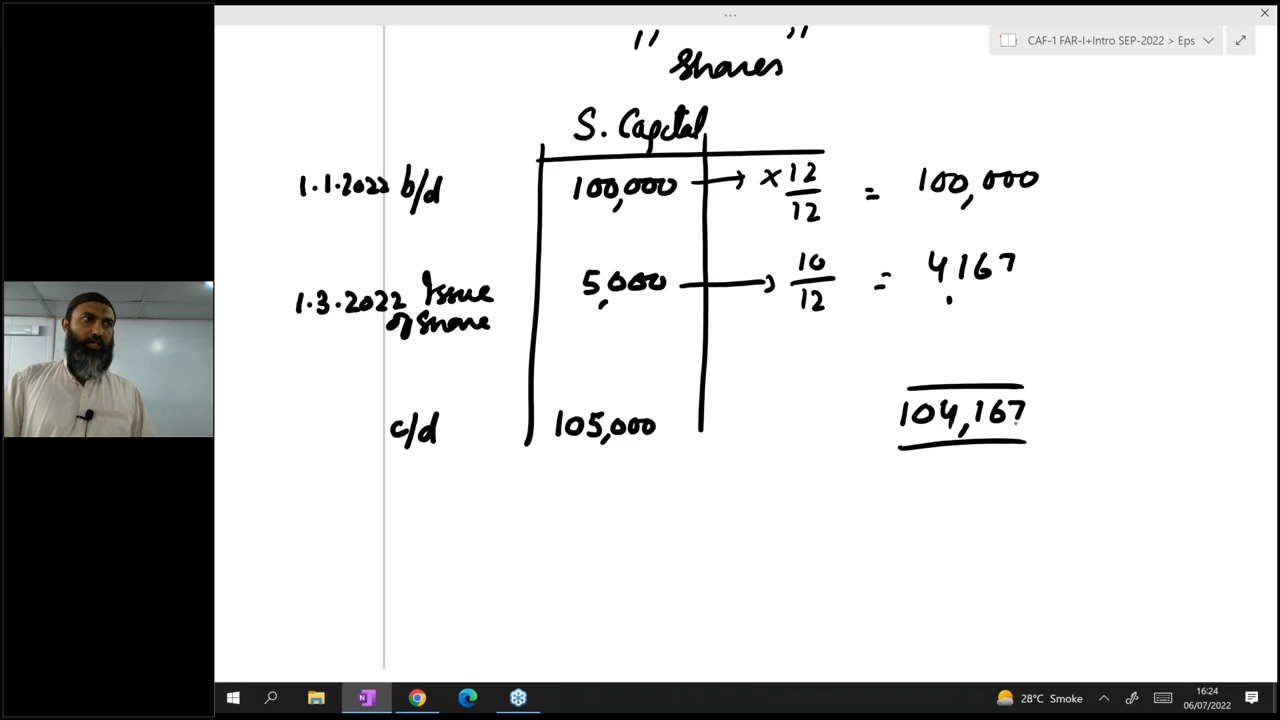 ...
CAF-1 FAR-I+Intro SEP-2022 > Eps
" "
Shares
S. Capital
1.1.2022 b/d 100,000 → × 12/12 = 100,000
1.3.2022 Issue of Share 5,000 → 10/12 = 4167
c/d 105,000 104,167
28°C Smoke
16:24
06/07/2022